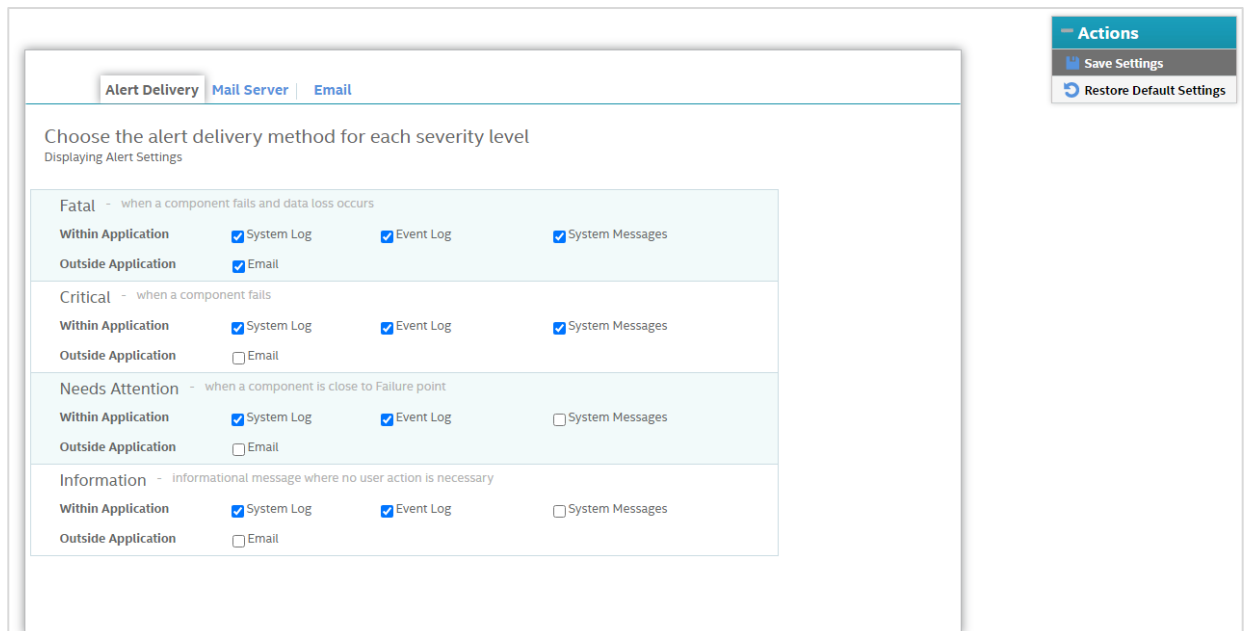 Actions
Save Settings
Restore Default Settings
Alert Delivery Mail Server Email
Choose the alert delivery method for each severity level
Displaying Alert Settings
Fatal - when a component fails and data loss occurs
Within Application System Log Event Log System Messages
Outside Application Email
Critical - when a component fails
Within Application System Log Event Log System Messages
Outside Application Email
Needs Attention - when a component is close to Failure point
Within Application System Log Event Log System Messages
Outside Application Email
Information - informational message where no user action is necessary
Within Application System Log Event Log System Messages
Outside Application Email